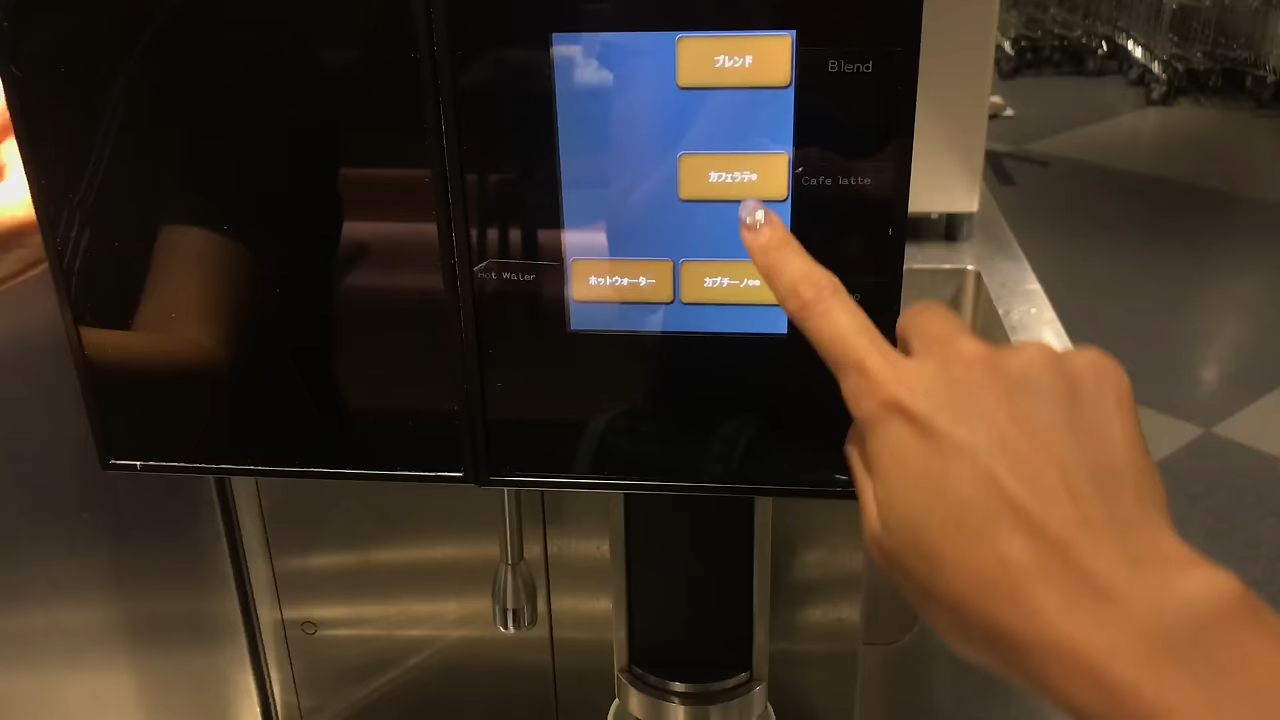 ブレンド
Blend
カフェラテ
Cafe latte
Hot Water
ホットウォーター
カプチーノ